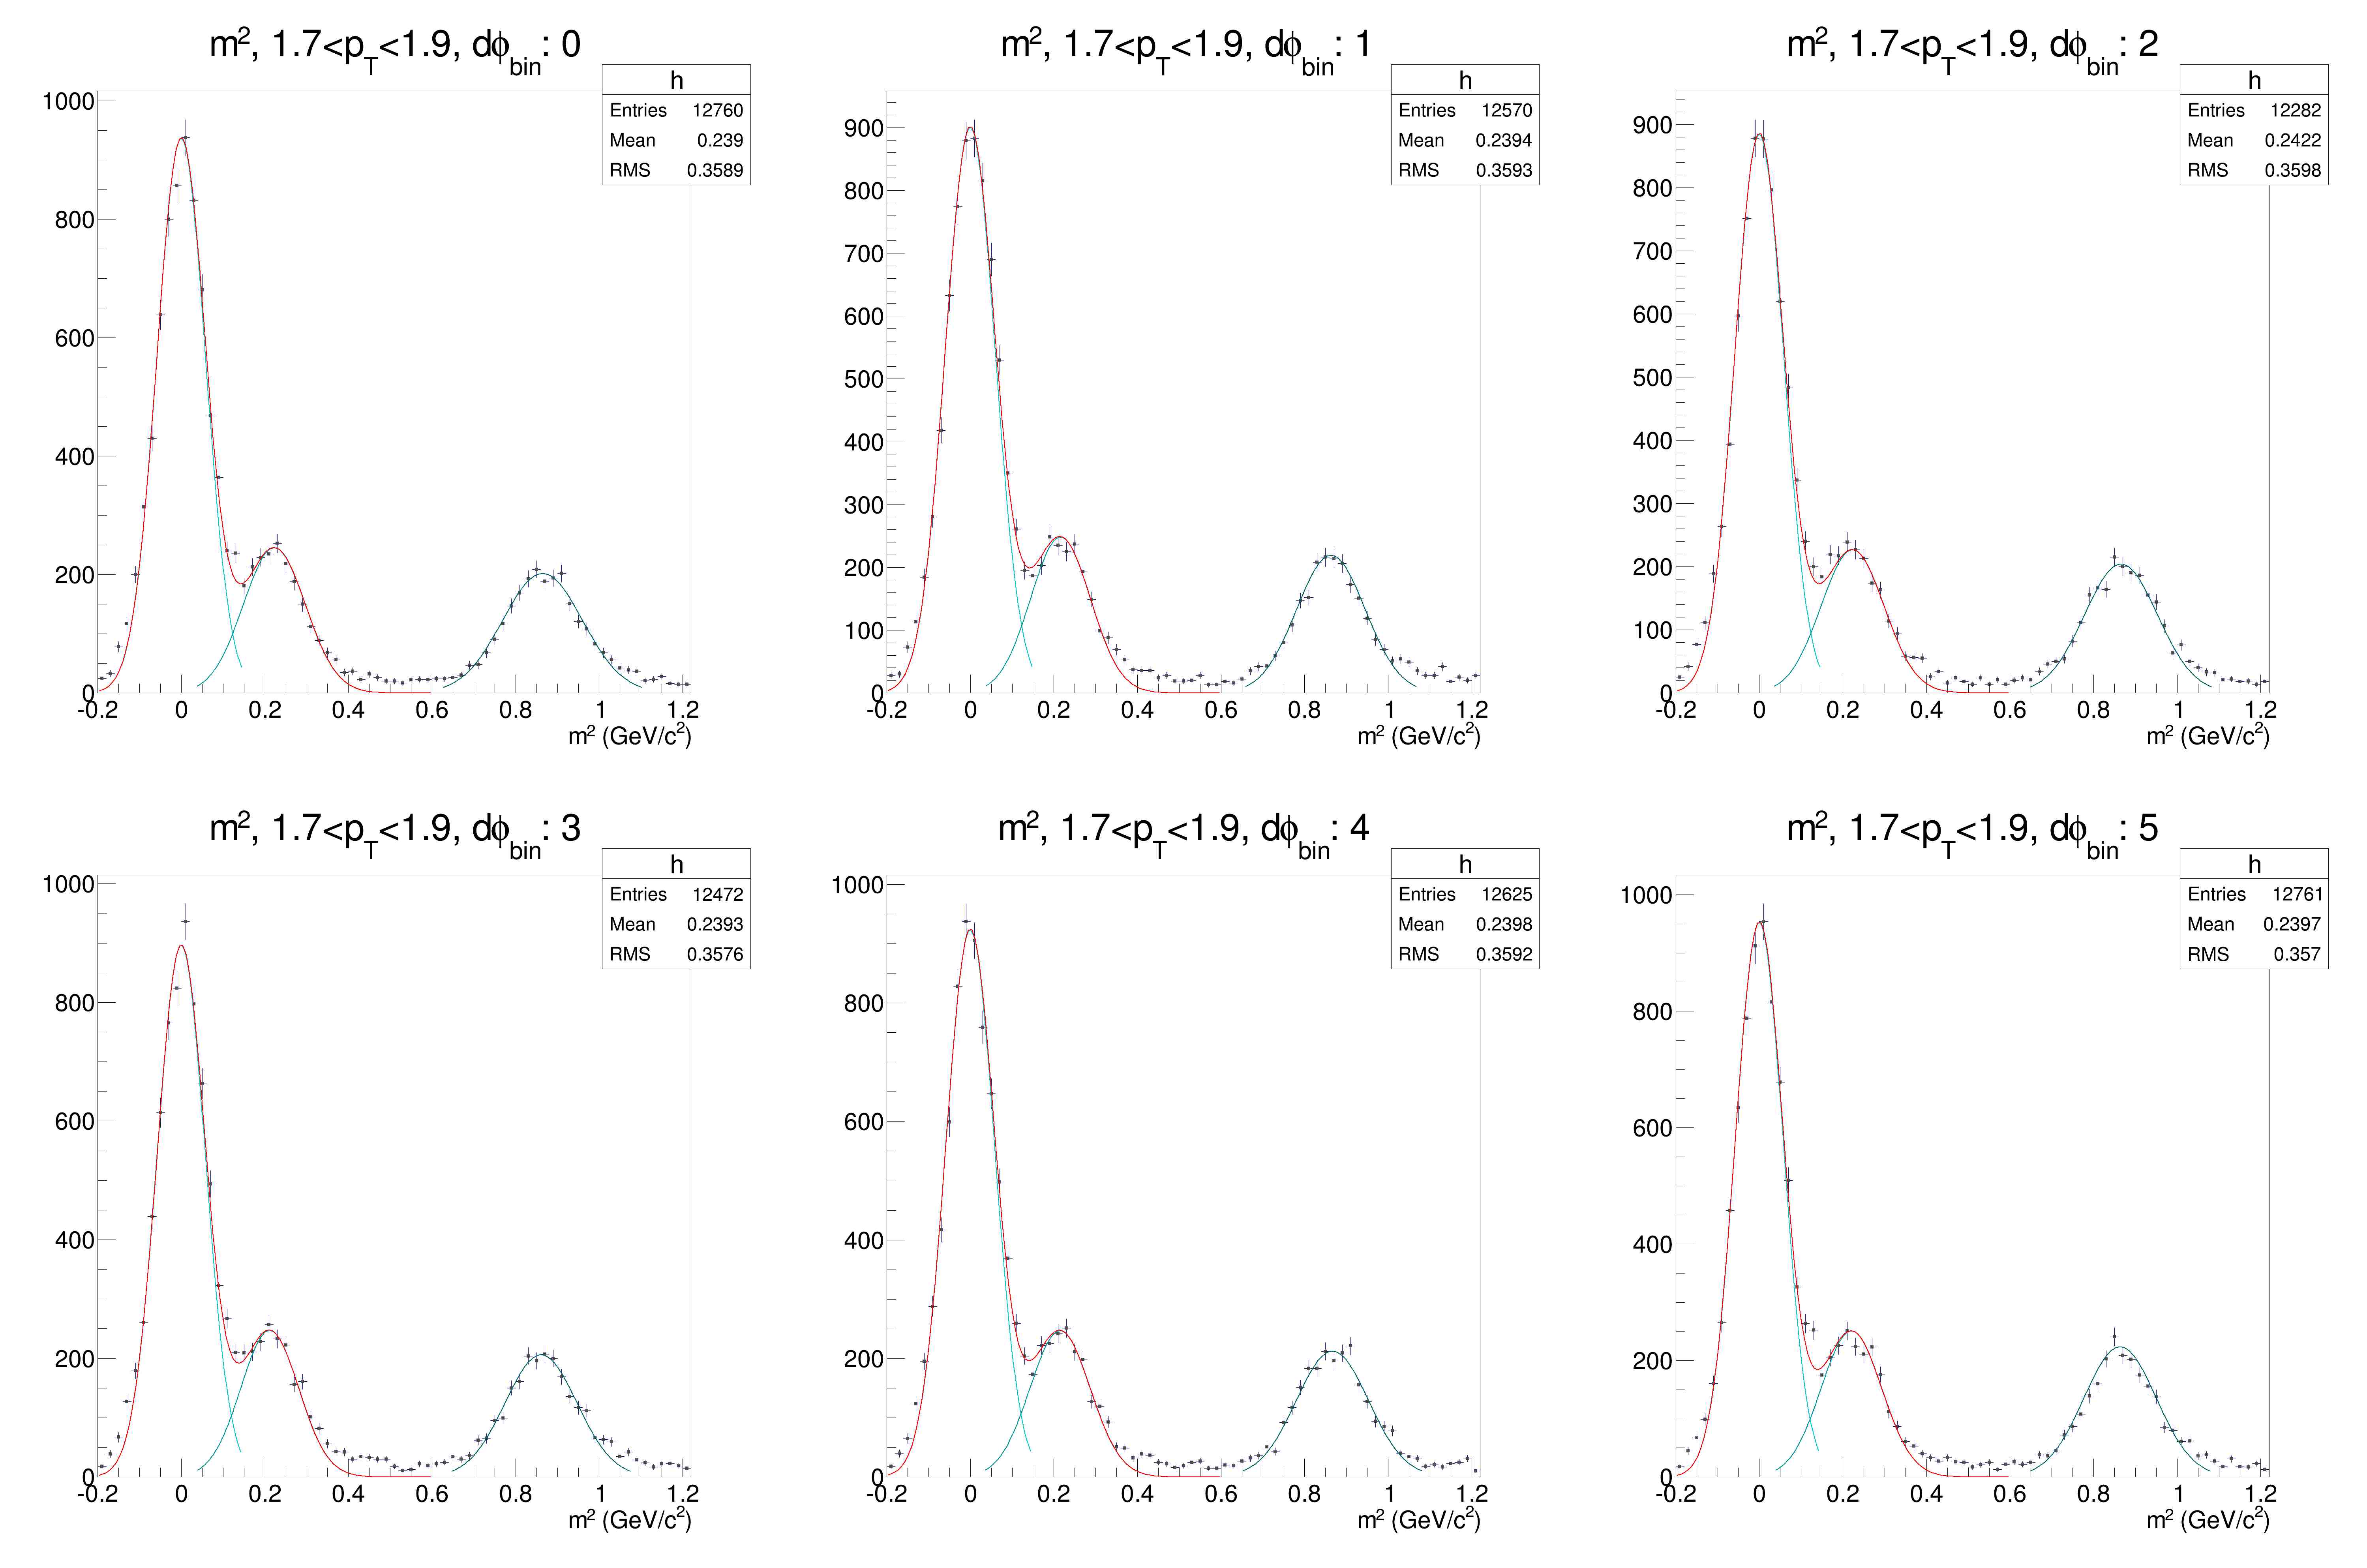 m², 1.7<p_T<1.9, dϕ_bin: 0
h
Entries 12760
Mean 0.239
RMS 0.3589
1000
800
600
400
200
0
-0.2 0 0.2 0.4 0.6 0.8 1 1.2
m² (GeV/c²)
m², 1.7<p_T<1.9, dϕ_bin: 1
h
Entries 12570
Mean 0.2394
RMS 0.3593
900
800
700
600
500
400
300
200
100
0
-0.2 0 0.2 0.4 0.6 0.8 1 1.2
m² (GeV/c²)
m², 1.7<p_T<1.9, dϕ_bin: 2
h
Entries 12282
Mean 0.2422
RMS 0.3598
900
800
700
600
500
400
300
200
100
0
-0.2 0 0.2 0.4 0.6 0.8 1 1.2
m² (GeV/c²)
m², 1.7<p_T<1.9, dϕ_bin: 3
h
Entries 12472
Mean 0.2393
RMS 0.3576
1000
800
600
400
200
0
-0.2 0 0.2 0.4 0.6 0.8 1 1.2
m² (GeV/c²)
m², 1.7<p_T<1.9, dϕ_bin: 4
h
Entries 12625
Mean 0.2398
RMS 0.3592
1000
800
600
400
200
0
-0.2 0 0.2 0.4 0.6 0.8 1 1.2
m² (GeV/c²)
m², 1.7<p_T<1.9, dϕ_bin: 5
h
Entries 12761
Mean 0.2397
RMS 0.357
1000
800
600
400
200
0
-0.2 0 0.2 0.4 0.6 0.8 1 1.2
m² (GeV/c²)